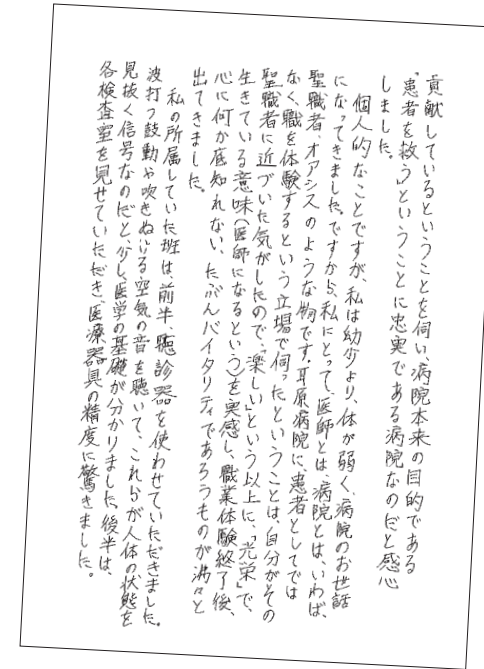 貢献しているということを伺い、病院本来の目的である
"患者を救う"ということに忠実である病院なのだと感心
しました。
個人的なことですが、私は幼少より、体が弱く、病院のお世話
になってきました。ですから、私にとって、医師とは、病院とは、いわば、
聖職者、オアシスのような物です。耳原病院に、患者としてでは
なく、職を体験するという立場で伺ったということは、自分がその
聖職者に近づいた気がしたので、「楽しい」という以上に、「光栄」で、
生きている意味(医師になるという)を実感し、職業体験終了後、
心に何か底知れない、たぶんバイタリティであろうものが沸々と
出てきました。
私の所属していた班は、前半、聴診器を使わせていただきました。
波打つ鼓動や吹きぬける空気の音を聴いて、これらが人体の状態を
見抜く信号なのだと、少し、医学の基礎が分かりました。後半は、
各検査室を見せていただき、医療器具の精度に驚きました。